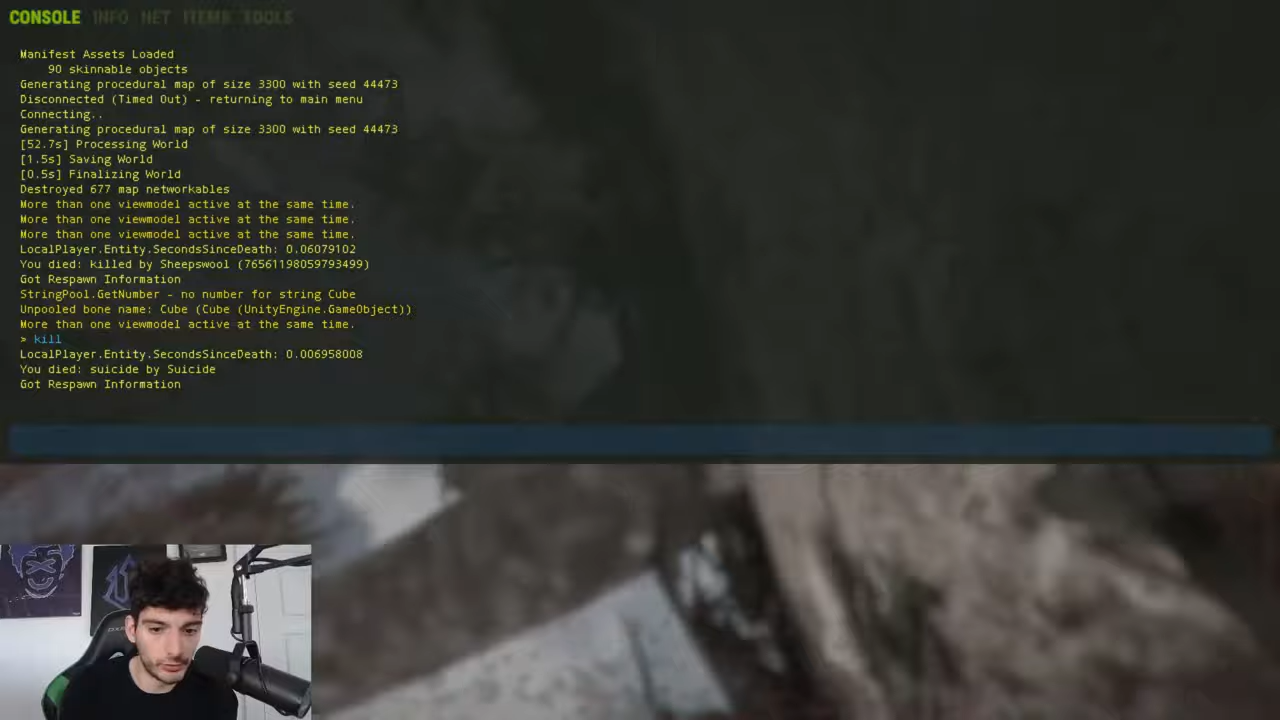 CONSOLE INFO NET ITEMS TOOLS
Manifest Assets Loaded
90 skinnable objects
Generating procedural map of size 3300 with seed 44473
Disconnected (Timed Out) - returning to main menu
Connecting..
Generating procedural map of size 3300 with seed 44473
[52.7s] Processing World
[1.5s] Saving World
[0.5s] Finalizing World
Destroyed 677 map networkables
More than one viewmodel active at the same time.
More than one viewmodel active at the same time.
More than one viewmodel active at the same time.
LocalPlayer.Entity.SecondsSinceDeath: 0.06079102
You died: killed by Sheepswool (76561198059793499)
Got Respawn Information
StringPool.GetNumber - no number for string Cube
Unpooled bone name: Cube (Cube (UnityEngine.GameObject))
More than one viewmodel active at the same time.
> kill
LocalPlayer.Entity.SecondsSinceDeath: 0.006958008
You died: suicide by Suicide
Got Respawn Information